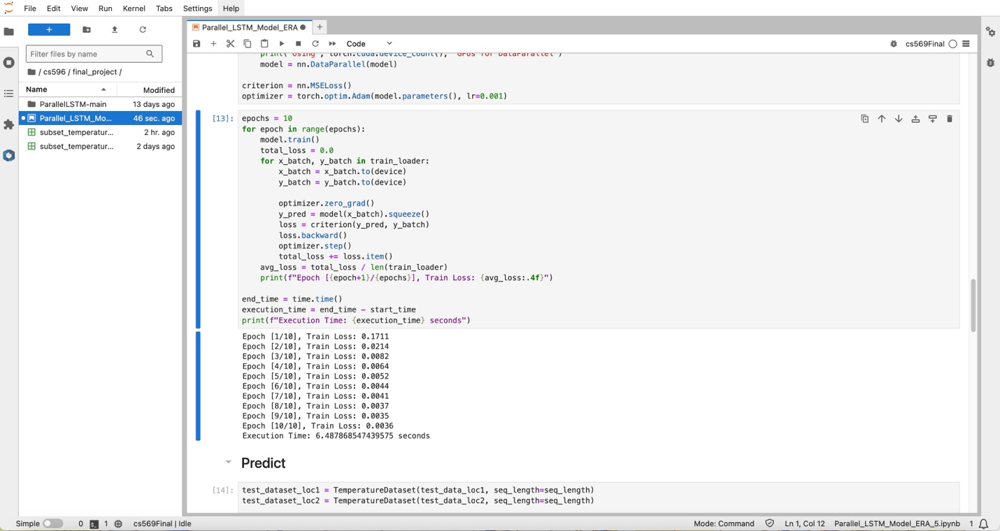 File Edit View Run Kernel Tabs Settings Help
+
Filter files by name
/ cs596 / final_project /
Name Modified
ParallelLSTM-main 13 days ago
Parallel_LSTM_Mo... 46 sec. ago
subset_temperatur... 2 hr. ago
subset_temperatur... 2 days ago
Parallel_LSTM_Model_ERA
+
Code
cs569Final
print("Using", torch.cuda.device_count(), "GPUs for DataParallel")
model = nn.DataParallel(model)
criterion = nn.MSELoss()
optimizer = torch.optim.Adam(model.parameters(), lr=0.001)
[13]:
epochs = 10
for epoch in range(epochs):
model.train()
total_loss = 0.0
for x_batch, y_batch in train_loader:
x_batch = x_batch.to(device)
y_batch = y_batch.to(device)
optimizer.zero_grad()
y_pred = model(x_batch).squeeze()
loss = criterion(y_pred, y_batch)
loss.backward()
optimizer.step()
total_loss += loss.item()
avg_loss = total_loss / len(train_loader)
print(f"Epoch [{epoch+1}/{epochs}], Train Loss: {avg_loss:.4f}")
end_time = time.time()
execution_time = end_time - start_time
print(f"Execution Time: {execution_time} seconds")
Epoch [1/10], Train Loss: 0.1711
Epoch [2/10], Train Loss: 0.0214
Epoch [3/10], Train Loss: 0.0082
Epoch [4/10], Train Loss: 0.0064
Epoch [5/10], Train Loss: 0.0052
Epoch [6/10], Train Loss: 0.0044
Epoch [7/10], Train Loss: 0.0041
Epoch [8/10], Train Loss: 0.0037
Epoch [9/10], Train Loss: 0.0035
Epoch [10/10], Train Loss: 0.0036
Execution Time: 6.487868547439575 seconds
Predict
[14]:
test_dataset_loc1 = TemperatureDataset(test_data_loc1, seq_length=seq_length)
test_dataset_loc2 = TemperatureDataset(test_data_loc2, seq_length=seq_length)
Simple 0 1 cs569Final | Idle Mode: Command Ln 1, Col 12 Parallel_LSTM_Model_ERA_5.ipynb 1